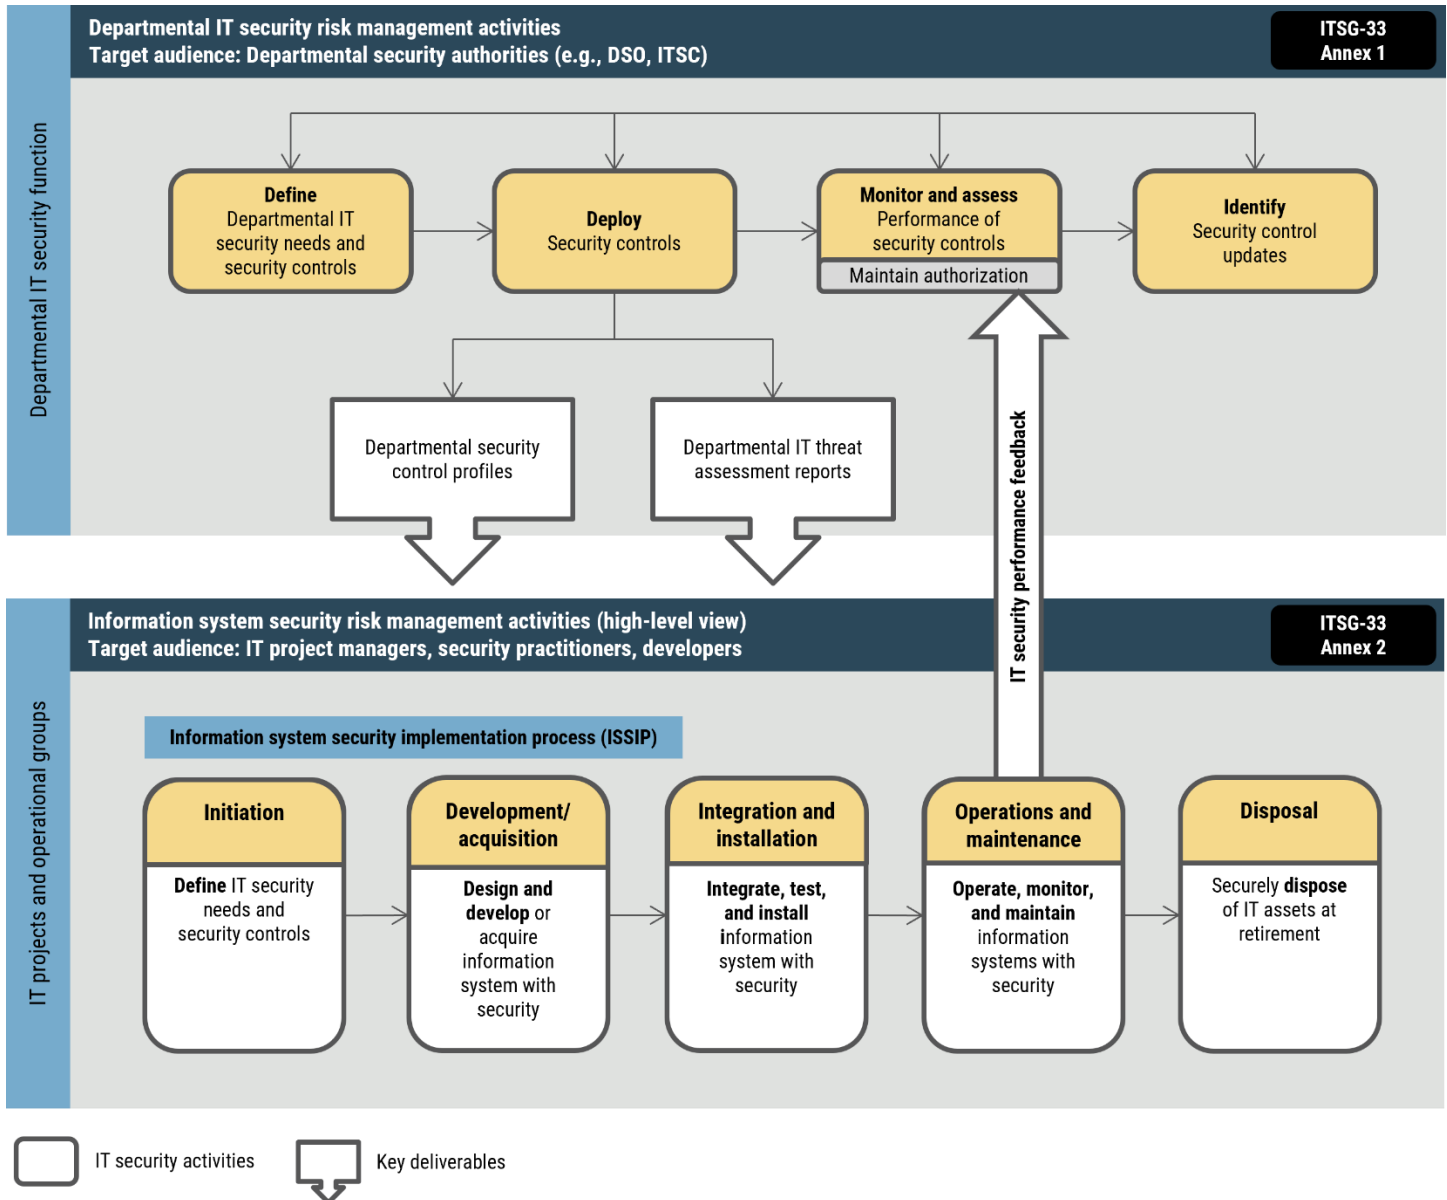 Departmental IT security risk management activities
Target audience: Departmental security authorities (e.g., DSO, ITSC)
ITSG-33
Annex 1
Departmental IT security function
Define
Departmental IT
security needs and
security controls
Deploy
Security controls
Monitor and assess
Performance of
security controls
Maintain authorization
Identify
Security control
updates
Departmental security
control profiles
Departmental IT threat
assessment reports
IT security performance feedback
Information system security risk management activities (high-level view)
Target audience: IT project managers, security practitioners, developers
ITSG-33
Annex 2
IT projects and operational groups
Information system security implementation process (ISSIP)
Initiation
Define IT security
needs and
security controls
Development/
acquisition
Design and
develop or
acquire
information
system with
security
Integration and
installation
Integrate, test,
and install
information
system with
security
Operations and
maintenance
Operate, monitor,
and maintain
information
systems with
security
Disposal
Securely dispose
of IT assets at
retirement
IT security activities
Key deliverables